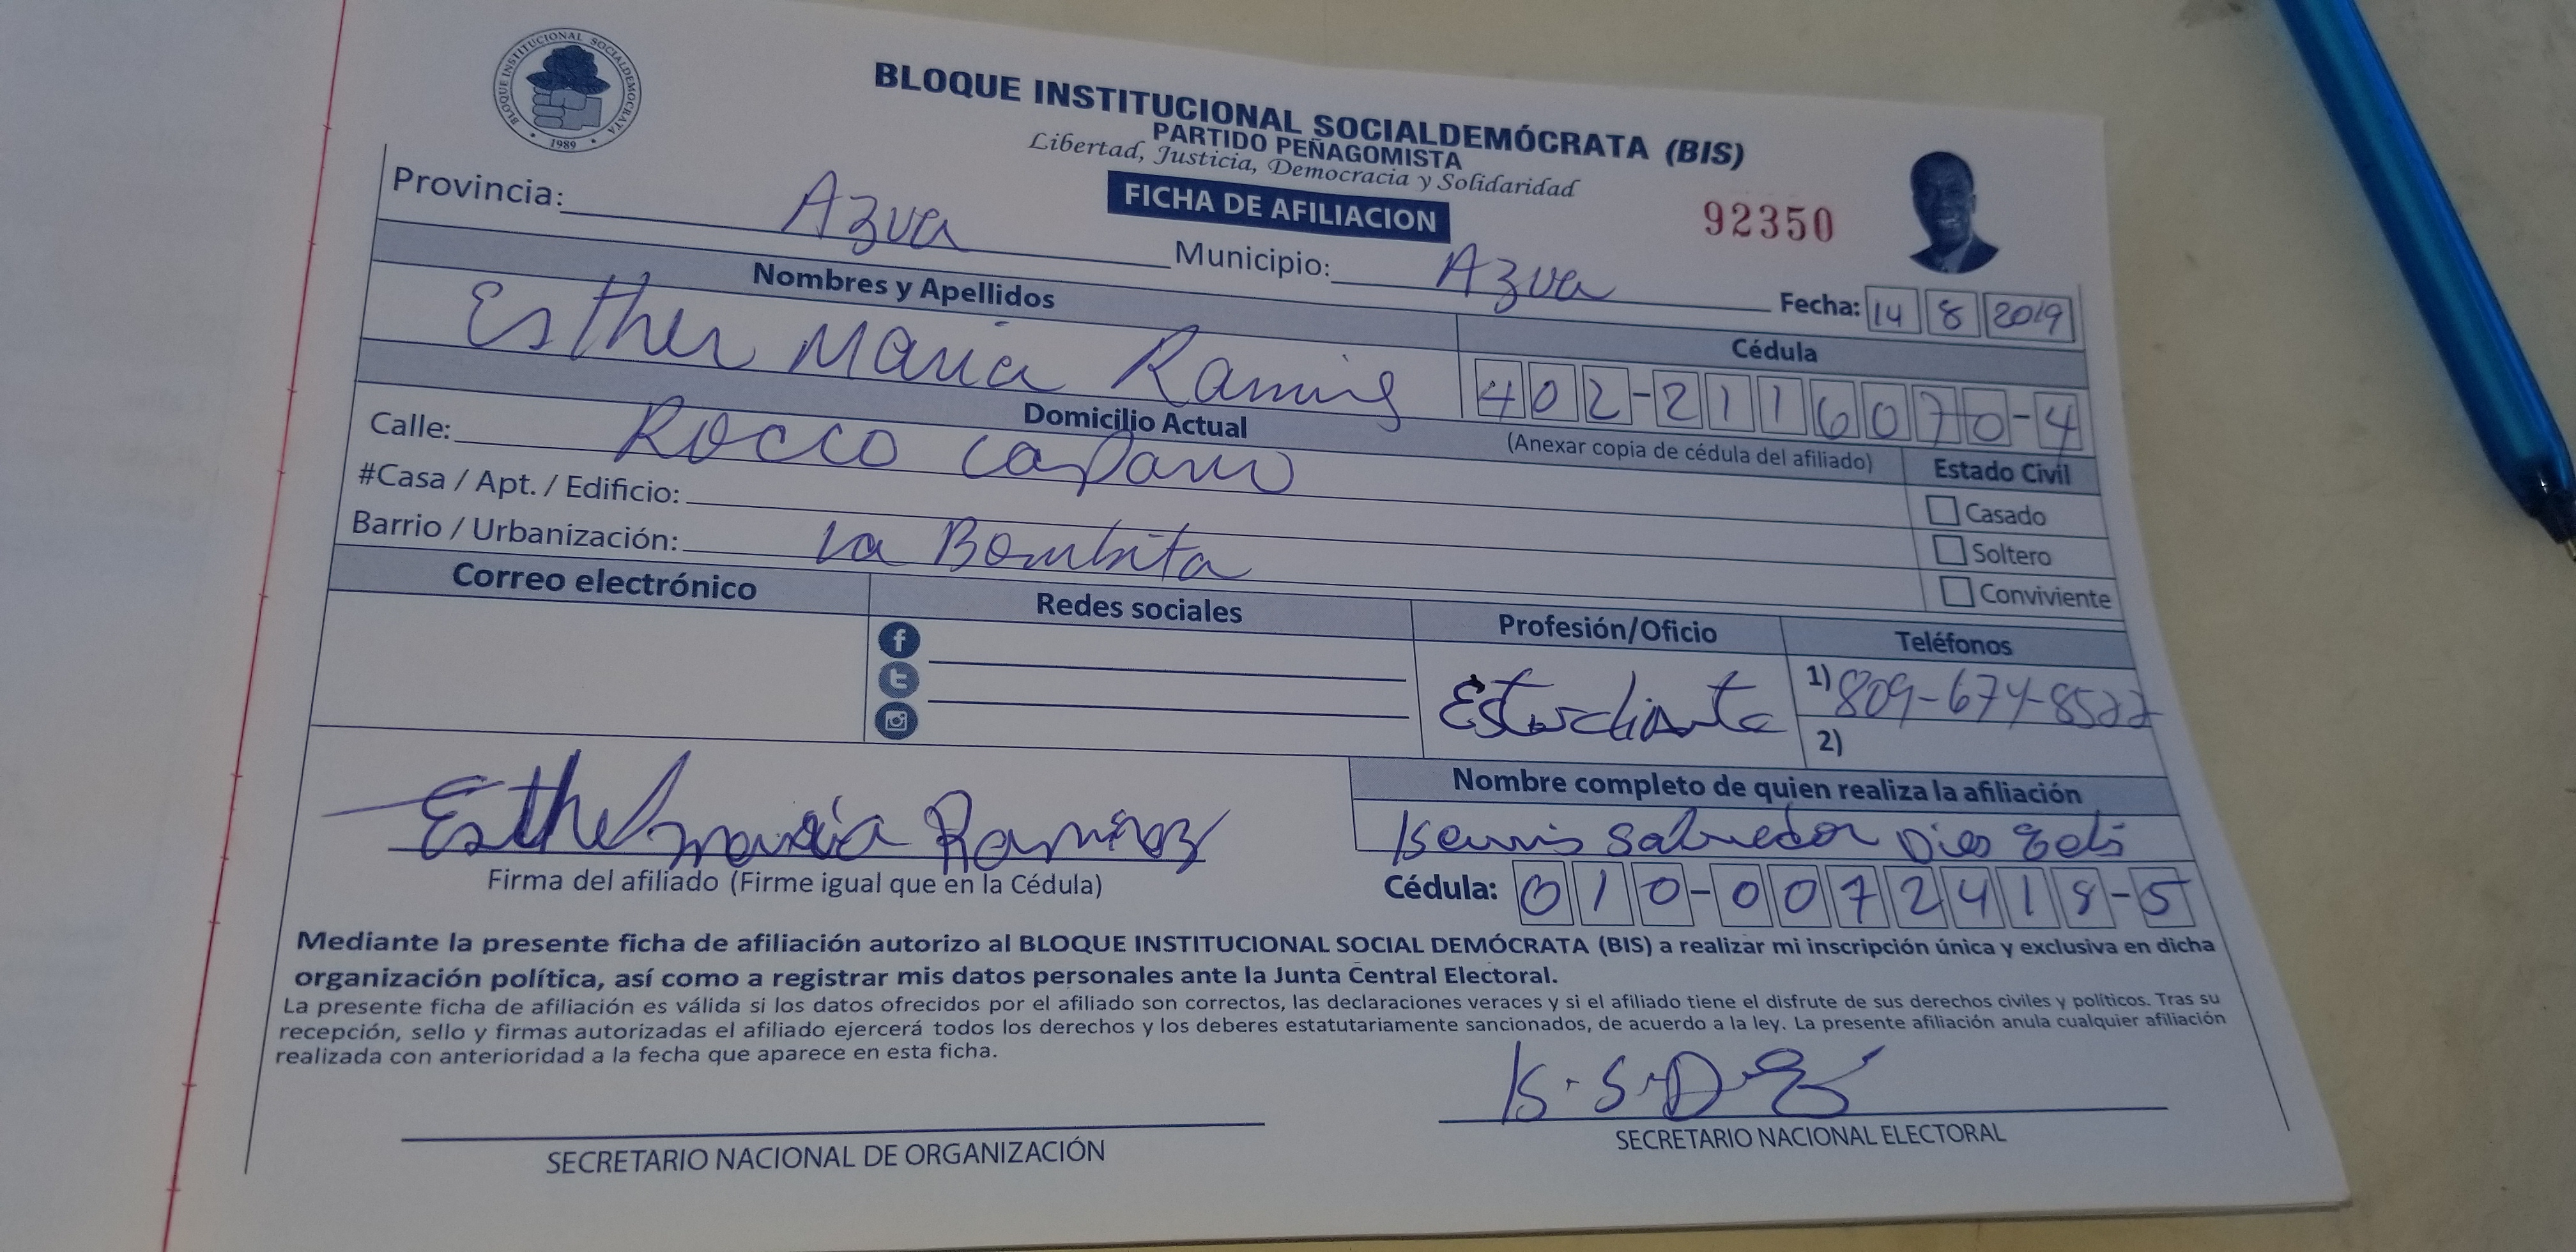 BLOQUE INSTITUCIONAL SOCIALDEMOCRATA
1989
BLOQUE INSTITUCIONAL SOCIALDEMÓCRATA (BIS)
PARTIDO PEÑAGOMISTA
Libertad, Justicia, Democracia y Solidaridad
FICHA DE AFILIACION
92350
Provincia: Azua Municipio: Azua Fecha: 14 8 2019
Nombres y Apellidos
Esther Maria
Cédula
402-2116070-4
(Anexar copia de cédula del afiliado)
Domicilio Actual
Calle: Rocco Capano
#Casa / Apt. / Edificio:
Barrio / Urbanización: La Bombita
Estado Civil
Casado
Soltero
Conviviente
Correo electrónico
Redes sociales
Profesión/Oficio
Estudiante
Teléfonos
1) 809-674-8522
2)
Esther maria Ramirez
Firma del afiliado (Firme igual que en la Cédula)
Nombre completo de quien realiza la afiliación
Salvador
Cédula: 010-0072418-5
Mediante la presente ficha de afiliación autorizo al BLOQUE INSTITUCIONAL SOCIAL DEMÓCRATA (BIS) a realizar mi inscripción única y exclusiva en dicha
organización política, así como a registrar mis datos personales ante la Junta Central Electoral.
La presente ficha de afiliación es válida si los datos ofrecidos por el afiliado son correctos, las declaraciones veraces y si el afiliado tiene el disfrute de sus derechos civiles y políticos. Tras su
recepción, sello y firmas autorizadas el afiliado ejercerá todos los derechos y los deberes estatutariamente sancionados, de acuerdo a la ley. La presente afiliación anula cualquier afiliación
realizada con anterioridad a la fecha que aparece en esta ficha.
SECRETARIO NACIONAL DE ORGANIZACIÓN
K.S.D.
SECRETARIO NACIONAL ELECTORAL